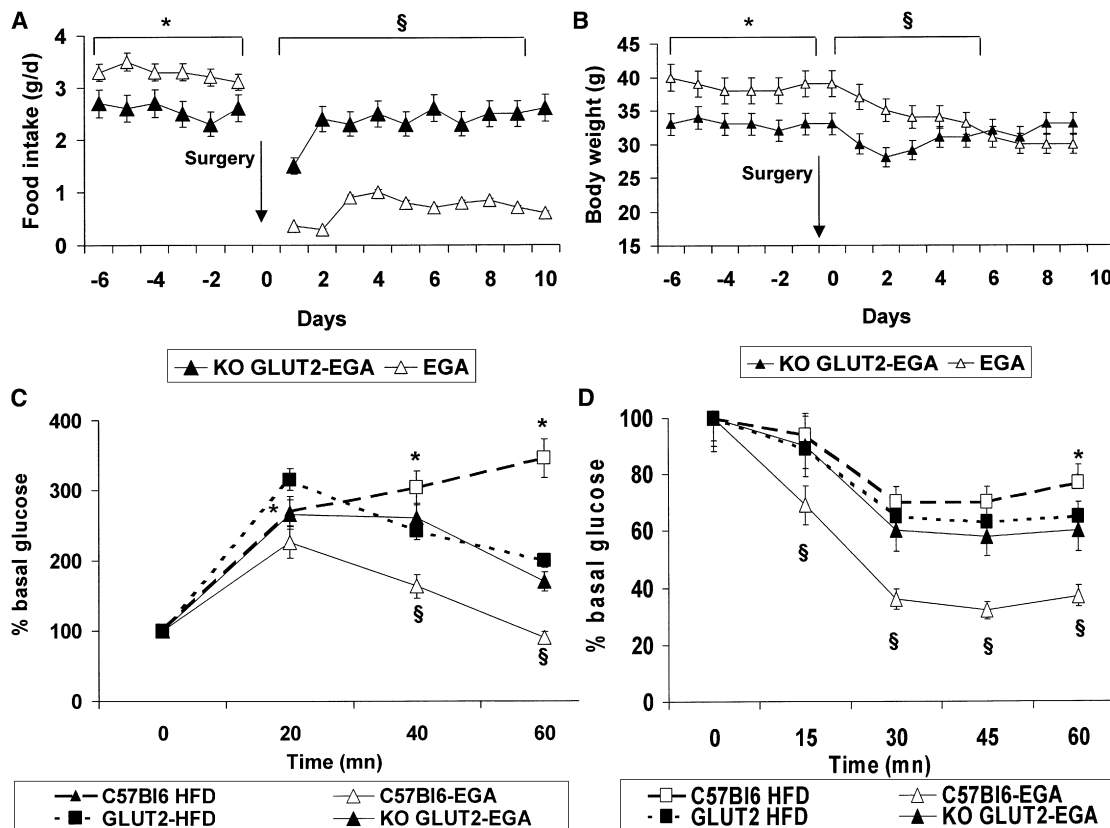 A
*
§
4
3
2
1
0
Food intake (g/d)
Surgery
-6 -4 -2 0 2 4 6 8 10
Days
KO GLUT2-EGA EGA
B
*
§
45
40
35
30
25
20
15
Body weight (g)
Surgery
-6 -4 -2 0 2 4 6 8 10
Days
KO GLUT2-EGA EGA
C
400
300
200
100
0
% basal glucose
* * *
§ §
0 20 40 60
Time (mn)
C57Bl6 HFD C57Bl6-EGA
GLUT2-HFD KO GLUT2-EGA
D
100
80
60
40
20
0
% basal glucose
*
§ § § §
0 15 30 45 60
Time (mn)
C57Bl6 HFD C57Bl6-EGA
GLUT2 HFD KO GLUT2-EGA